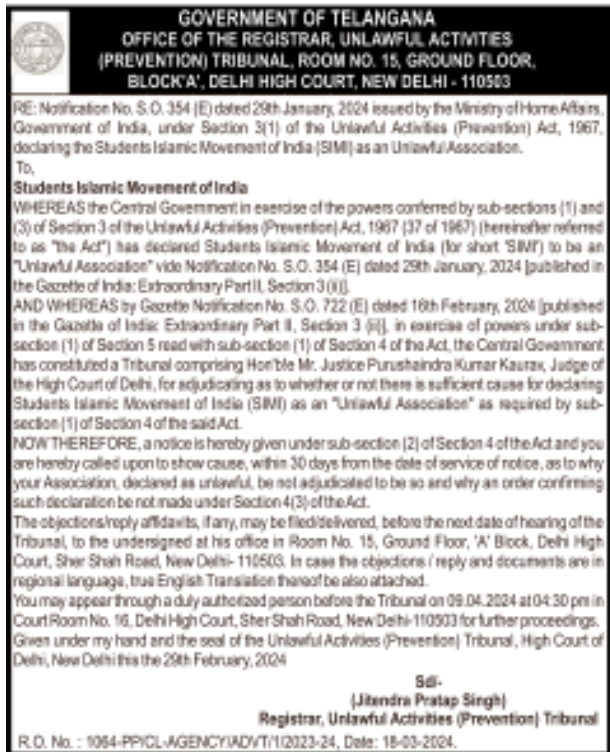 GOVERNMENT OF TELANGANA
OFFICE OF THE REGISTRAR, UNLAWFUL ACTIVITIES
(PREVENTION) TRIBUNAL, ROOM NO. 15, GROUND FLOOR,
BLOCK'A', DELHI HIGH COURT, NEW DELHI - 110503
RE: Notification No. S.O. 354 (E) dated 29th January, 2024 issued by the Ministry of Home Affairs,
Government of India, under Section 3(1) of the Unlawful Activities (Prevention) Act, 1967,
declaring the Students Islamic Movement of India (SIMI) as an Unlawful Association.
To,
Students Islamic Movement of India
WHEREAS the Central Government in exercise of the powers conferred by sub-sections (1) and
(3) of Section 3 of the Unlawful Activities (Prevention) Act, 1967 (37 of 1967) (hereinafter referred
to as "the Act") has declared Students Islamic Movement of India (for short 'SIMI') to be an
"Unlawful Association" vide Notification No. S.O. 354 (E) dated 29th January, 2024 [published in
the Gazette of India: Extraordinary Part II, Section 3 (ii)].
AND WHEREAS by Gazette Notification No. S.O. 722 (E) dated 16th February, 2024 [published
in the Gazette of India: Extraordinary Part II, Section 3 (ii)], in exercise of powers under sub-
section (1) of Section 5 read with sub-section (1) of Section 4 of the Act, the Central Government
has constituted a Tribunal comprising Hon'ble Mr. Justice Purushaindra Kumar Kaurav, Judge of
the High Court of Delhi, for adjudicating as to whether or not there is sufficient cause for declaring
Students Islamic Movement of India (SIMI) as an "Unlawful Association" as required by sub-
section (1) of Section 4 of the said Act.
NOW THEREFORE, a notice is hereby given under sub-section (2) of Section 4 of the Act and you
are hereby called upon to show cause, within 30 days from the date of service of notice, as to why
your Association, declared as unlawful, be not adjudicated to be so and why an order confirming
such declaration be not made under Section 4(3) of the Act.
The objections/reply affidavits, if any, may be filed/delivered, before the next date of hearing of the
Tribunal, to the undersigned at his office in Room No. 15, Ground Floor, 'A' Block, Delhi High
Court, Sher Shah Road, New Delhi- 110503. In case the objections / reply and documents are in
regional language, true English Translation thereof be also attached.
You may appear through a duly authorized person before the Tribunal on 09.04.2024 at 04:30 pm in
Court Room No. 16, Delhi High Court, Sher Shah Road, New Delhi-110503 for further proceedings.
Given under my hand and the seal of the Unlawful Activities (Prevention) Tribunal, High Court of
Delhi, New Delhi this the 29th February, 2024
Sd/-
(Jitendra Pratap Singh)
Registrar, Unlawful Activities (Prevention) Tribunal
R.O. No. : 1064-PP/CL-AGENCY/ADVT/1/2023-24, Date: 18-03-2024.